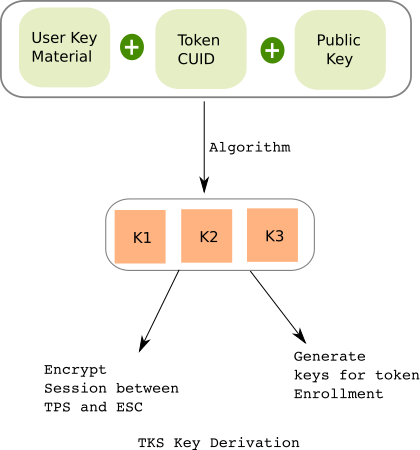 User Key
Material
+
Token
CUID
+
Public
Key
Algorithm
K1
K2
K3
Encrypt
Session between
TPS and ESC
Generate
keys for token
Enrollment
TKS Key Derivation